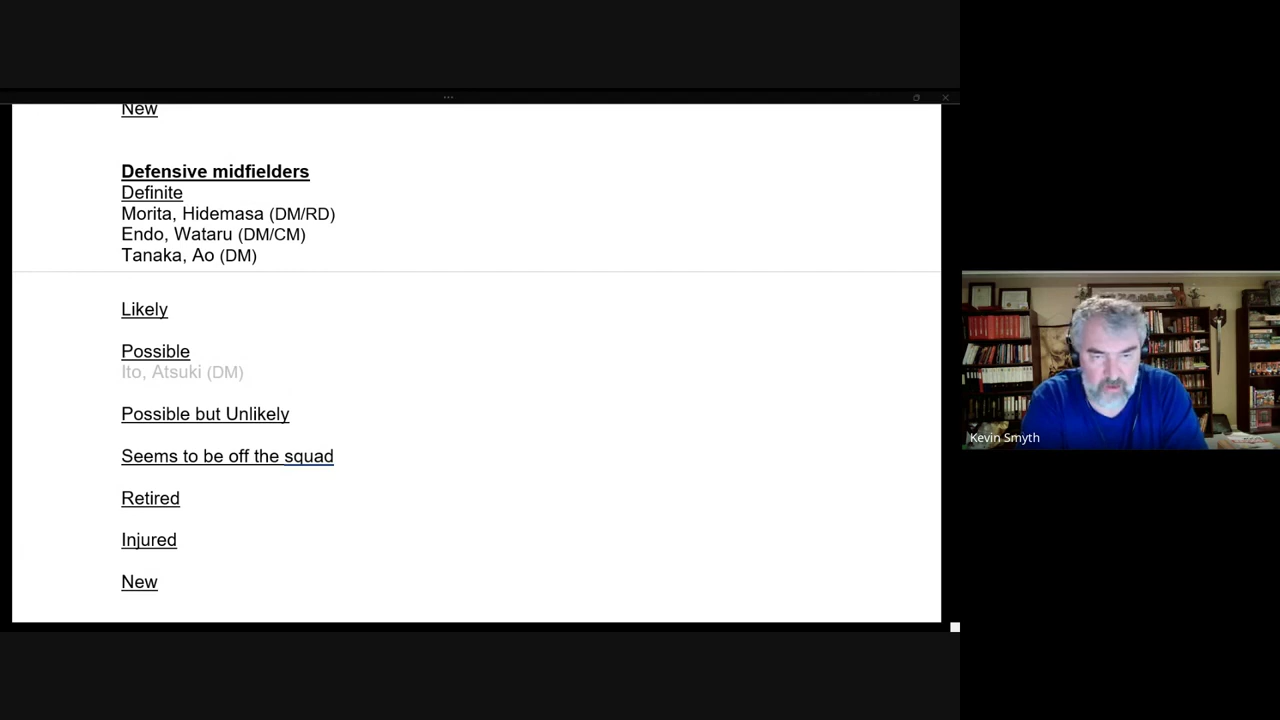 New
Defensive midfielders
Definite
Morita, Hidemasa (DM/RD)
Endo, Wataru (DM/CM)
Tanaka, Ao (DM)
Likely
Possible
Ito, Atsuki (DM)
Possible but Unlikely
Seems to be off the squad
Retired
Injured
New
Kevin Smyth